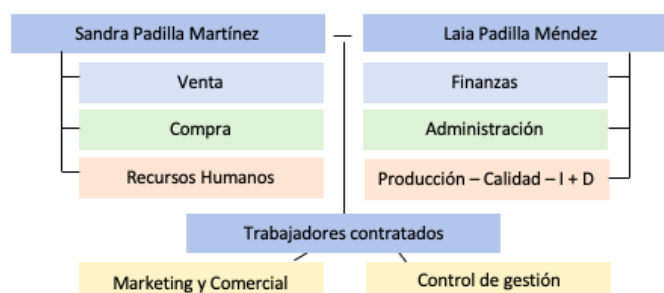 Sandra Padilla Martínez
Laia Padilla Méndez
Venta
Finanzas
Compra
Administración
Recursos Humanos
Producción – Calidad – I + D
Trabajadores contratados
Marketing y Comercial
Control de gestión